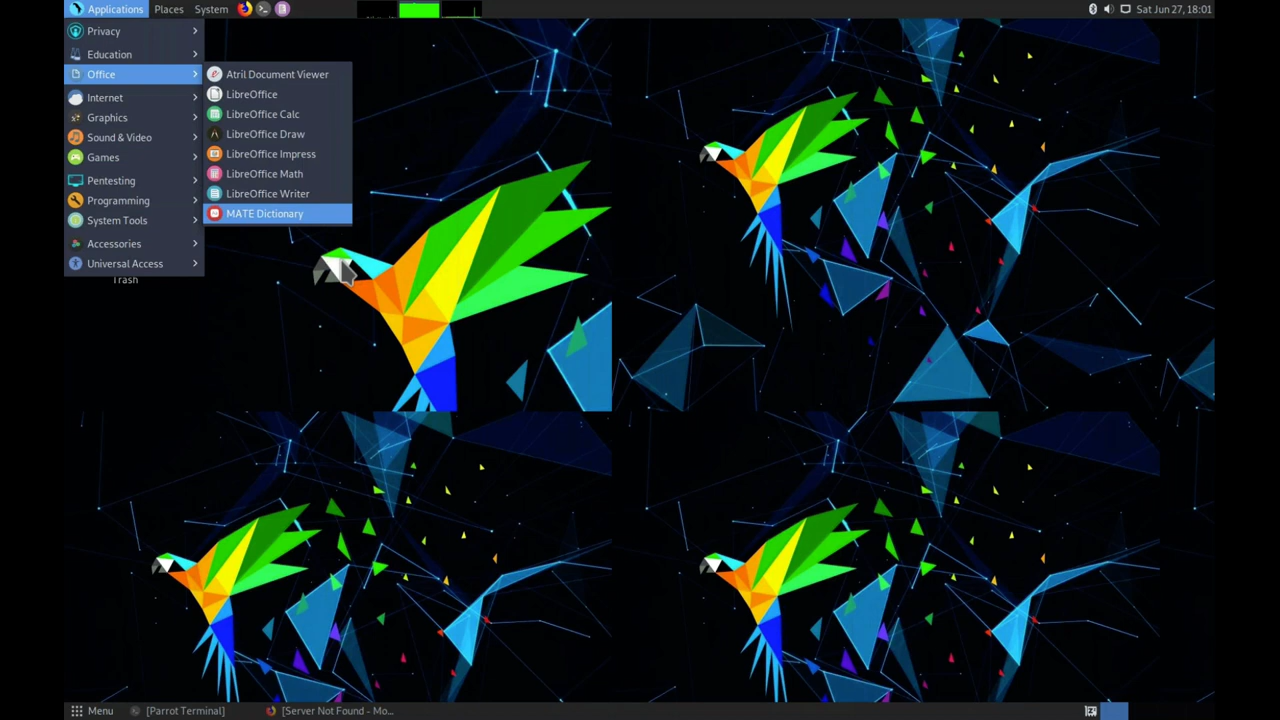 Applications Places System Sat Jun 27, 18:01
Privacy
Education
Office
Internet
Graphics
Sound & Video
Games
Pentesting
Programming
System Tools
Accessories
Universal Access
Atril Document Viewer
LibreOffice
LibreOffice Calc
LibreOffice Draw
LibreOffice Impress
LibreOffice Math
LibreOffice Writer
MATE Dictionary
Trash
Menu [Parrot Terminal] [Server Not Found - Mo...